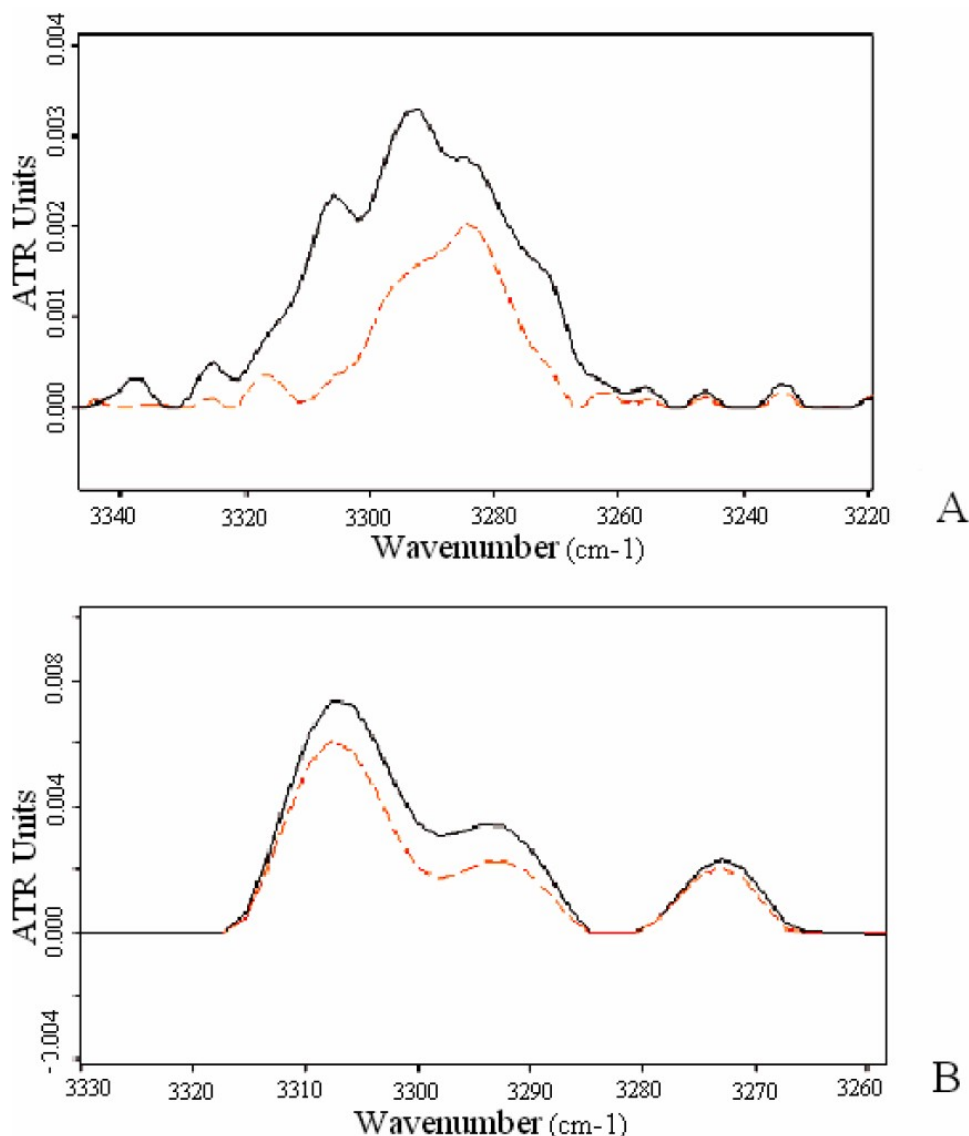 0.004
0.003
0.002
0.001
0.000
ATR Units
3340 3320 3300 3280 3260 3240 3220
Wavenumber (cm-1)
A
0.008
0.004
0.000
-0.004
ATR Units
3330 3320 3310 3300 3290 3280 3270 3260
Wavenumber (cm-1)
B